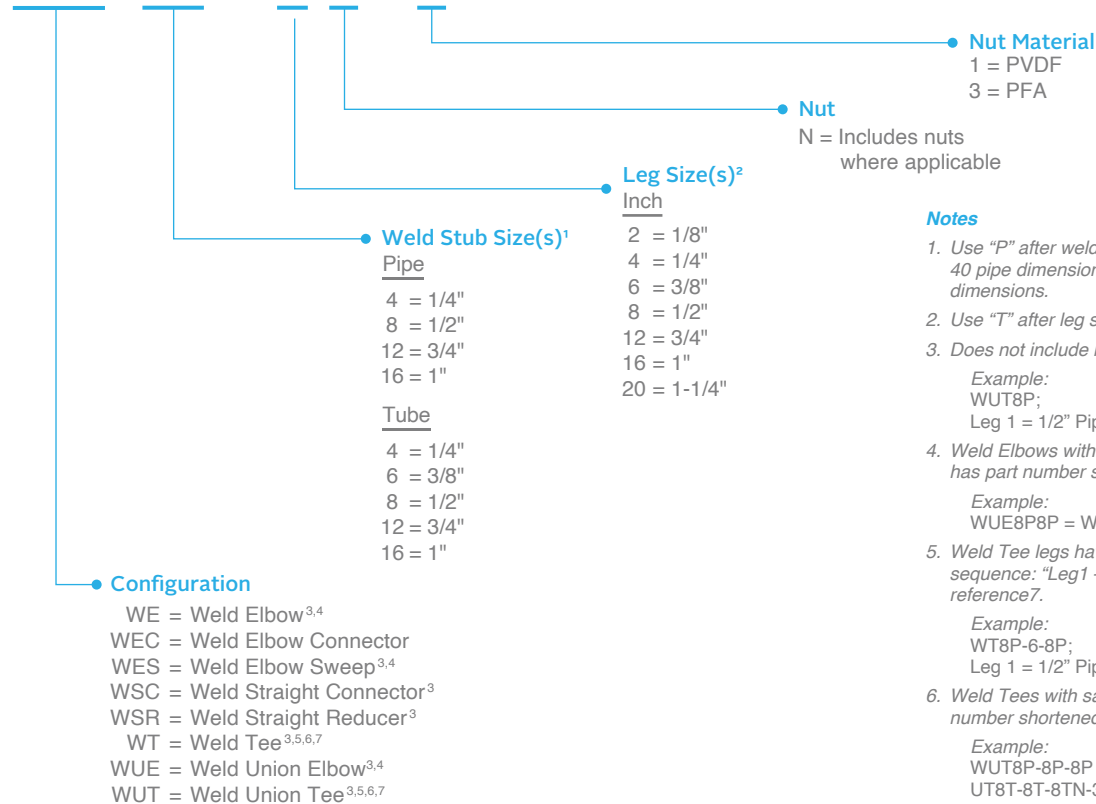 Nut Material
1 = PVDF
3 = PFA
Nut
N = Includes nuts
where applicable
Leg Size(s)²
Inch
2 = 1/8"
4 = 1/4"
6 = 3/8"
8 = 1/2"
12 = 3/4"
16 = 1"
20 = 1-1/4"
Weld Stub Size(s)¹
Pipe
4 = 1/4"
8 = 1/2"
12 = 3/4"
16 = 1"
Tube
4 = 1/4"
6 = 3/8"
8 = 1/2"
12 = 3/4"
16 = 1"
Configuration
WE = Weld Elbow³,⁴
WEC = Weld Elbow Connector
WES = Weld Elbow Sweep³,⁴
WSC = Weld Straight Connector³
WSR = Weld Straight Reducer³
WT = Weld Tee³,⁵,⁶,⁷
WUE = Weld Union Elbow³,⁴
WUT = Weld Union Tee³,⁵,⁶,⁷
Notes
1. Use "P" after weld
40 pipe dimension
dimensions.
2. Use "T" after leg s
3. Does not include
Example:
WUT8P;
Leg 1 = 1/2" Pip
4. Weld Elbows with
has part number s
Example:
WUE8P8P = W
5. Weld Tee legs ha
sequence: "Leg1
reference7.
Example:
WT8P-6-8P;
Leg 1 = 1/2" Pip
6. Weld Tees with sa
number shortened
Example:
WUT8P-8P-8P
UT8T-8T-8TN-3